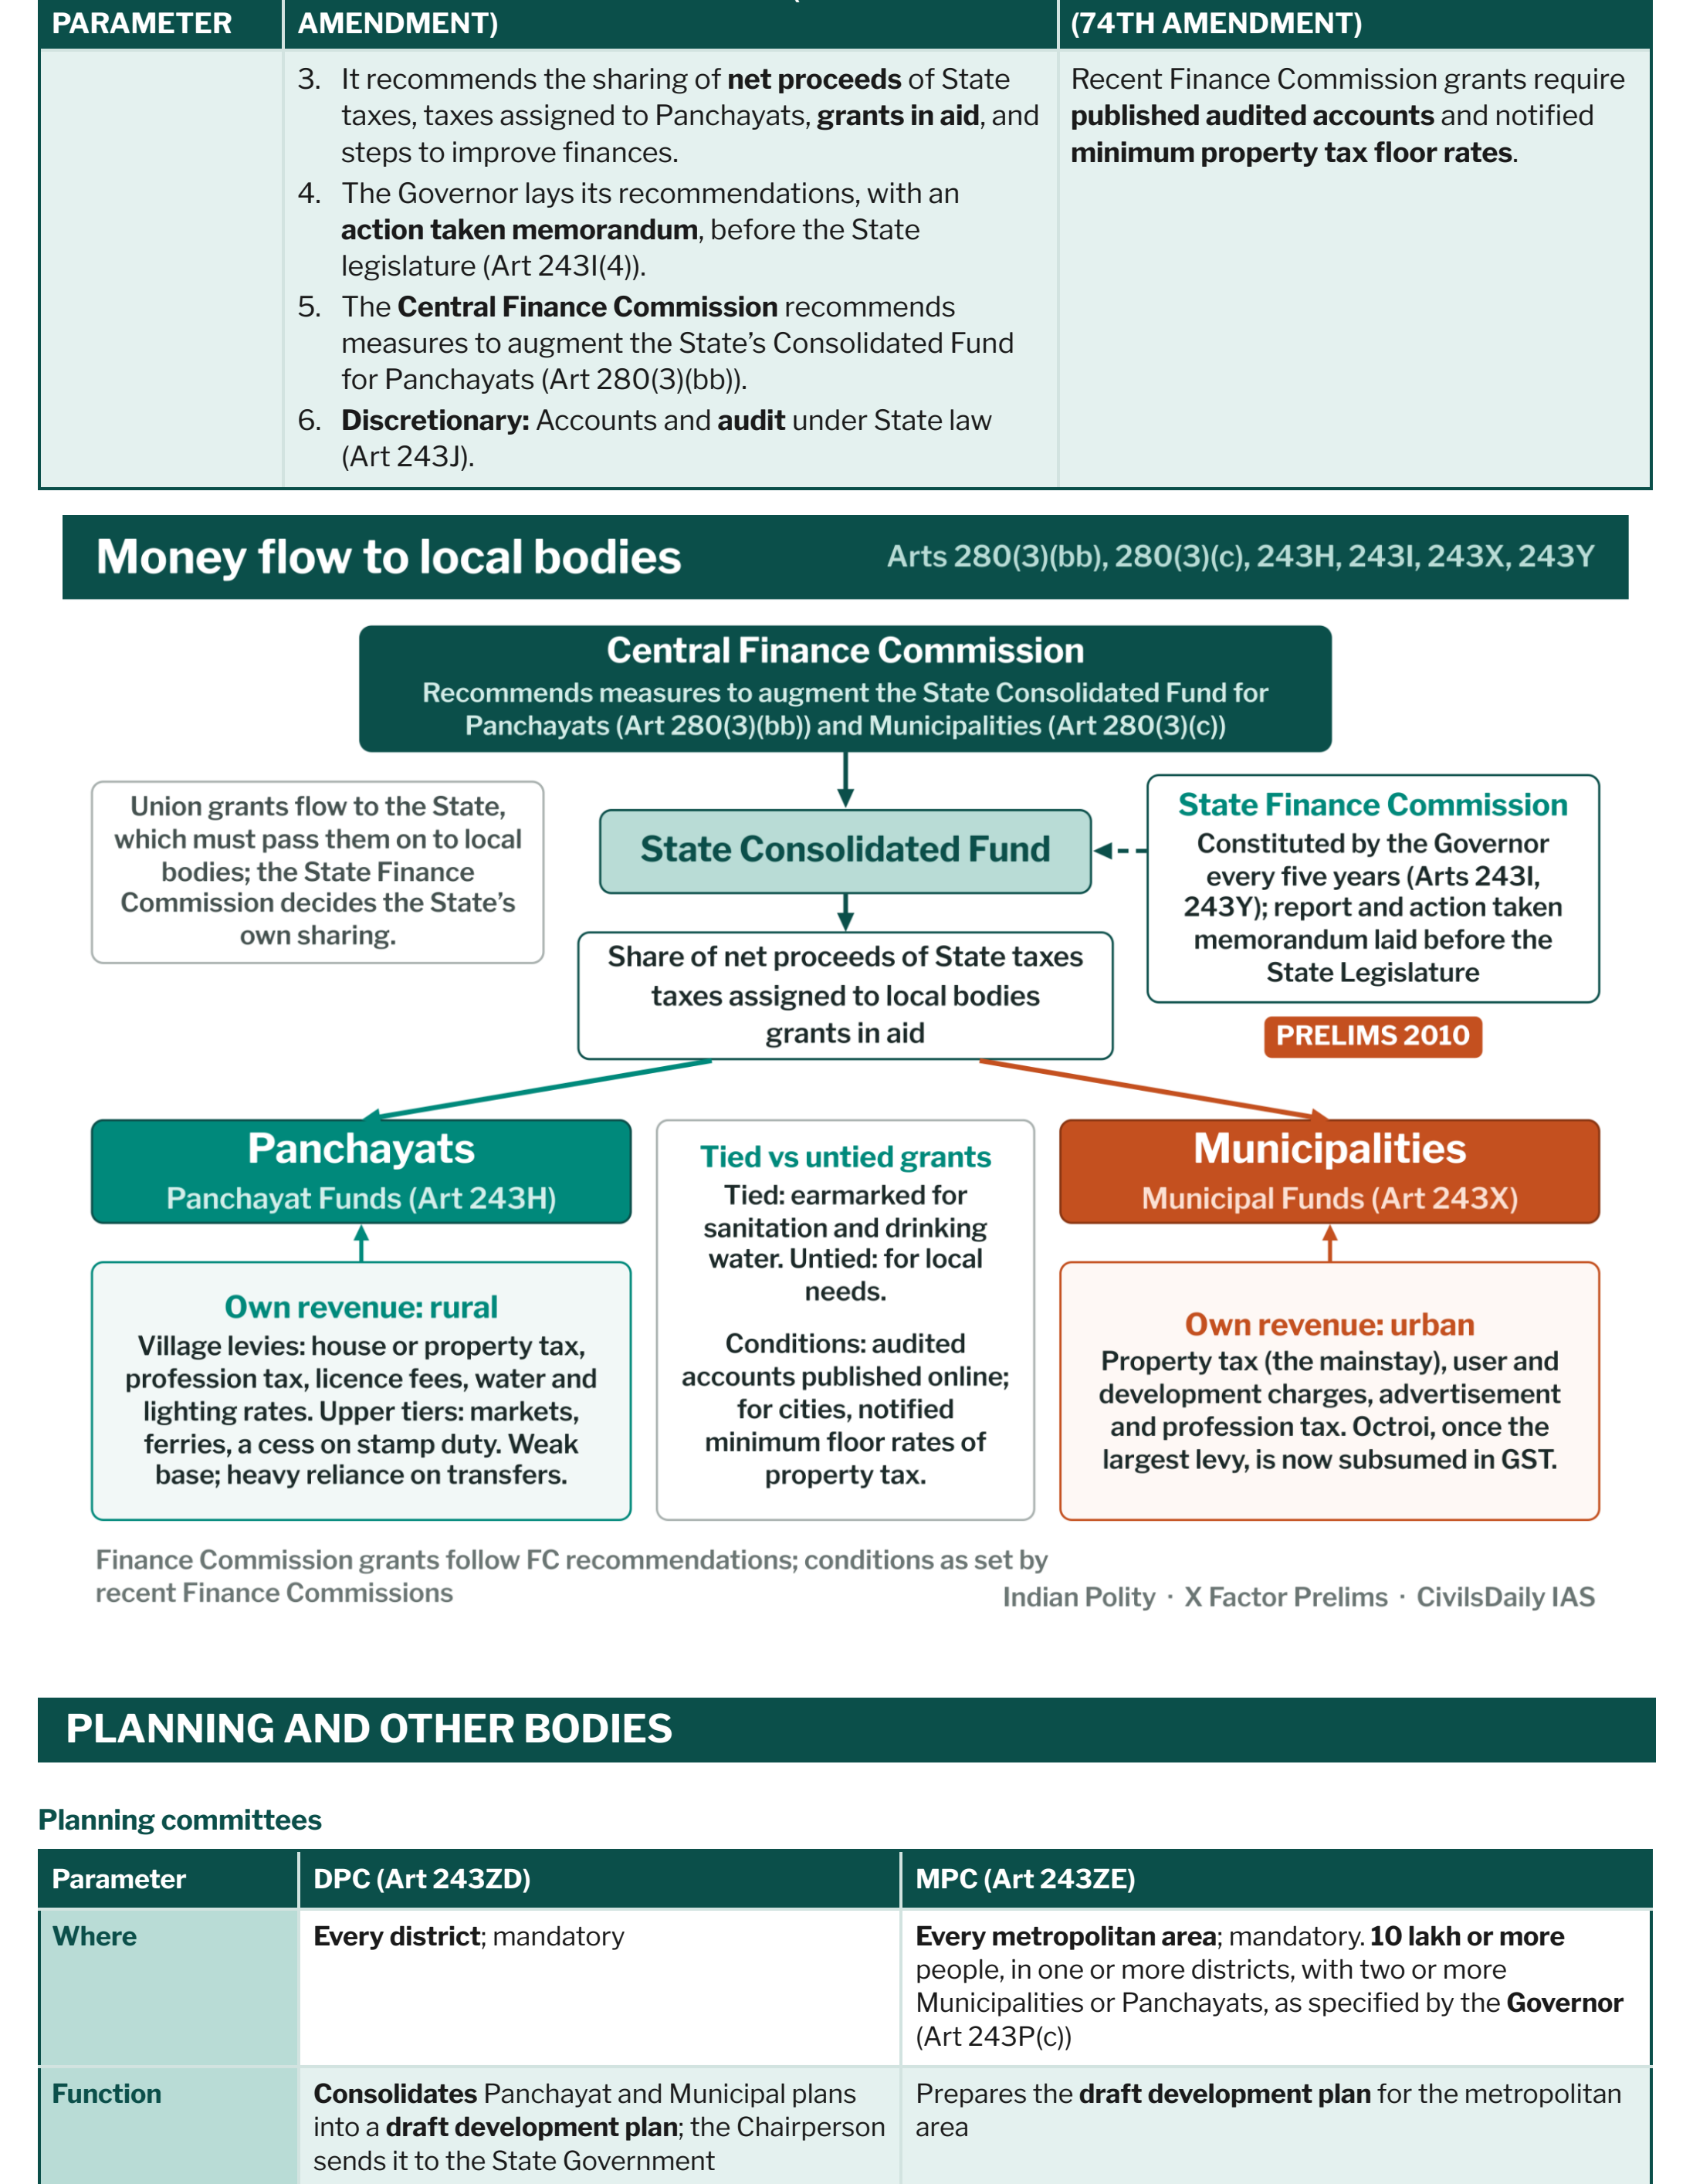 PARAMETER
AMENDMENT)
(74TH AMENDMENT)
3. It recommends the sharing of net proceeds of State
taxes, taxes assigned to Panchayats, grants in aid, and
steps to improve finances.
4. The Governor lays its recommendations, with an
action taken memorandum, before the State
legislature (Art 243I(4)).
5. The Central Finance Commission recommends
measures to augment the State’s Consolidated Fund
for Panchayats (Art 280(3)(bb)).
6. Discretionary: Accounts and audit under State law
(Art 243J).
Recent Finance Commission grants require
published audited accounts and notified
minimum property tax floor rates.
Money flow to local bodies
Arts 280(3)(bb), 280(3)(c), 243H, 243I, 243X, 243Y
Central Finance Commission
Recommends measures to augment the State Consolidated Fund for
Panchayats (Art 280(3)(bb)) and Municipalities (Art 280(3)(c))
Union grants flow to the State,
which must pass them on to local
bodies; the State Finance
Commission decides the State’s
own sharing.
State Consolidated Fund
State Finance Commission
Constituted by the Governor
every five years (Arts 243I,
243Y); report and action taken
memorandum laid before the
State Legislature
Share of net proceeds of State taxes
taxes assigned to local bodies
grants in aid
PRELIMS 2010
Panchayats
Panchayat Funds (Art 243H)
Tied vs untied grants
Tied: earmarked for
sanitation and drinking
water. Untied: for local
needs.
Conditions: audited
accounts published online;
for cities, notified
minimum floor rates of
property tax.
Municipalities
Municipal Funds (Art 243X)
Own revenue: rural
Village levies: house or property tax,
profession tax, licence fees, water and
lighting rates. Upper tiers: markets,
ferries, a cess on stamp duty. Weak
base; heavy reliance on transfers.
Own revenue: urban
Property tax (the mainstay), user and
development charges, advertisement
and profession tax. Octroi, once the
largest levy, is now subsumed in GST.
Finance Commission grants follow FC recommendations; conditions as set by
recent Finance Commissions
Indian Polity · X Factor Prelims · CivilsDaily IAS
PLANNING AND OTHER BODIES
Planning committees
Parameter
DPC (Art 243ZD)
MPC (Art 243ZE)
Where
Every district; mandatory
Every metropolitan area; mandatory. 10 lakh or more
people, in one or more districts, with two or more
Municipalities or Panchayats, as specified by the Governor
(Art 243P(c))
Function
Consolidates Panchayat and Municipal plans
into a draft development plan; the Chairperson
sends it to the State Government
Prepares the draft development plan for the metropolitan
area